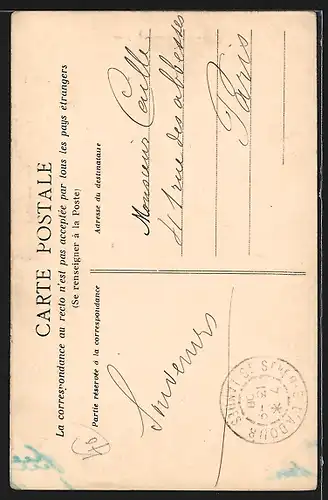 CARTE POSTALE
La correspondance au recto n'est pas acceptée par tous les pays étrangers
(Se renseigner à la Poste)
Partie réservée à la correspondance
Adresse du destinataire
Souvenirs
Monsieur Caille
41 rue des abbesses
Paris